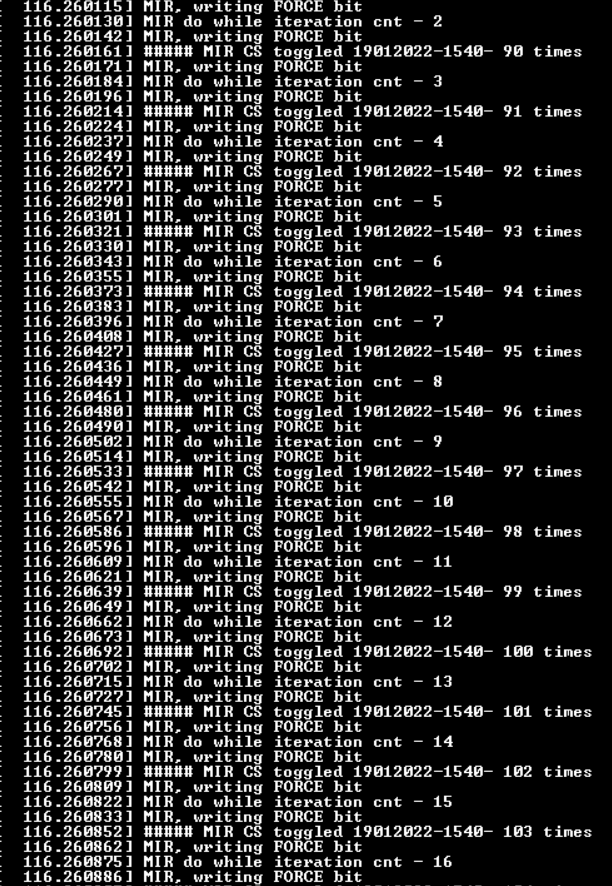 116.260115] MIR, writing FORCE bit
116.260130] MIR do while iteration cnt - 2
116.260142] MIR, writing FORCE bit
116.260161] ##### MIR CS toggled 19012022-1540- 90 times
116.260171] MIR, writing FORCE bit
116.260184] MIR do while iteration cnt - 3
116.260196] MIR, writing FORCE bit
116.260214] ##### MIR CS toggled 19012022-1540- 91 times
116.260224] MIR, writing FORCE bit
116.260237] MIR do while iteration cnt - 4
116.260249] MIR, writing FORCE bit
116.260267] ##### MIR CS toggled 19012022-1540- 92 times
116.260277] MIR, writing FORCE bit
116.260290] MIR do while iteration cnt - 5
116.260301] MIR, writing FORCE bit
116.260321] ##### MIR CS toggled 19012022-1540- 93 times
116.260330] MIR, writing FORCE bit
116.260343] MIR do while iteration cnt - 6
116.260355] MIR, writing FORCE bit
116.260373] ##### MIR CS toggled 19012022-1540- 94 times
116.260383] MIR, writing FORCE bit
116.260396] MIR do while iteration cnt - 7
116.260408] MIR, writing FORCE bit
116.260427] ##### MIR CS toggled 19012022-1540- 95 times
116.260436] MIR, writing FORCE bit
116.260449] MIR do while iteration cnt - 8
116.260461] MIR, writing FORCE bit
116.260480] ##### MIR CS toggled 19012022-1540- 96 times
116.260490] MIR, writing FORCE bit
116.260502] MIR do while iteration cnt - 9
116.260514] MIR, writing FORCE bit
116.260533] ##### MIR CS toggled 19012022-1540- 97 times
116.260542] MIR, writing FORCE bit
116.260555] MIR do while iteration cnt - 10
116.260567] MIR, writing FORCE bit
116.260586] ##### MIR CS toggled 19012022-1540- 98 times
116.260596] MIR, writing FORCE bit
116.260609] MIR do while iteration cnt - 11
116.260621] MIR, writing FORCE bit
116.260639] ##### MIR CS toggled 19012022-1540- 99 times
116.260649] MIR, writing FORCE bit
116.260662] MIR do while iteration cnt - 12
116.260673] MIR, writing FORCE bit
116.260692] ##### MIR CS toggled 19012022-1540- 100 times
116.260702] MIR, writing FORCE bit
116.260715] MIR do while iteration cnt - 13
116.260727] MIR, writing FORCE bit
116.260745] ##### MIR CS toggled 19012022-1540- 101 times
116.260756] MIR, writing FORCE bit
116.260768] MIR do while iteration cnt - 14
116.260780] MIR, writing FORCE bit
116.260799] ##### MIR CS toggled 19012022-1540- 102 times
116.260809] MIR, writing FORCE bit
116.260822] MIR do while iteration cnt - 15
116.260833] MIR, writing FORCE bit
116.260852] ##### MIR CS toggled 19012022-1540- 103 times
116.260862] MIR, writing FORCE bit
116.260875] MIR do while iteration cnt - 16
116.260886] MIR, writing FORCE bit